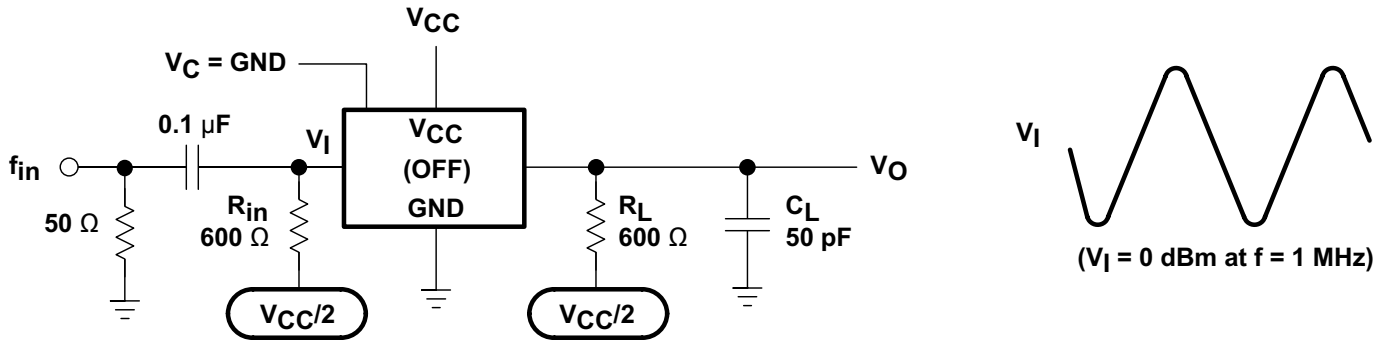 VCC
VC = GND
0.1 µF
VI
VCC
(OFF)
GND
fin
50 Ω
Rin
600 Ω
VCC/2
RL
600 Ω
VCC/2
CL
50 pF
VO
VI
(VI = 0 dBm at f = 1 MHz)